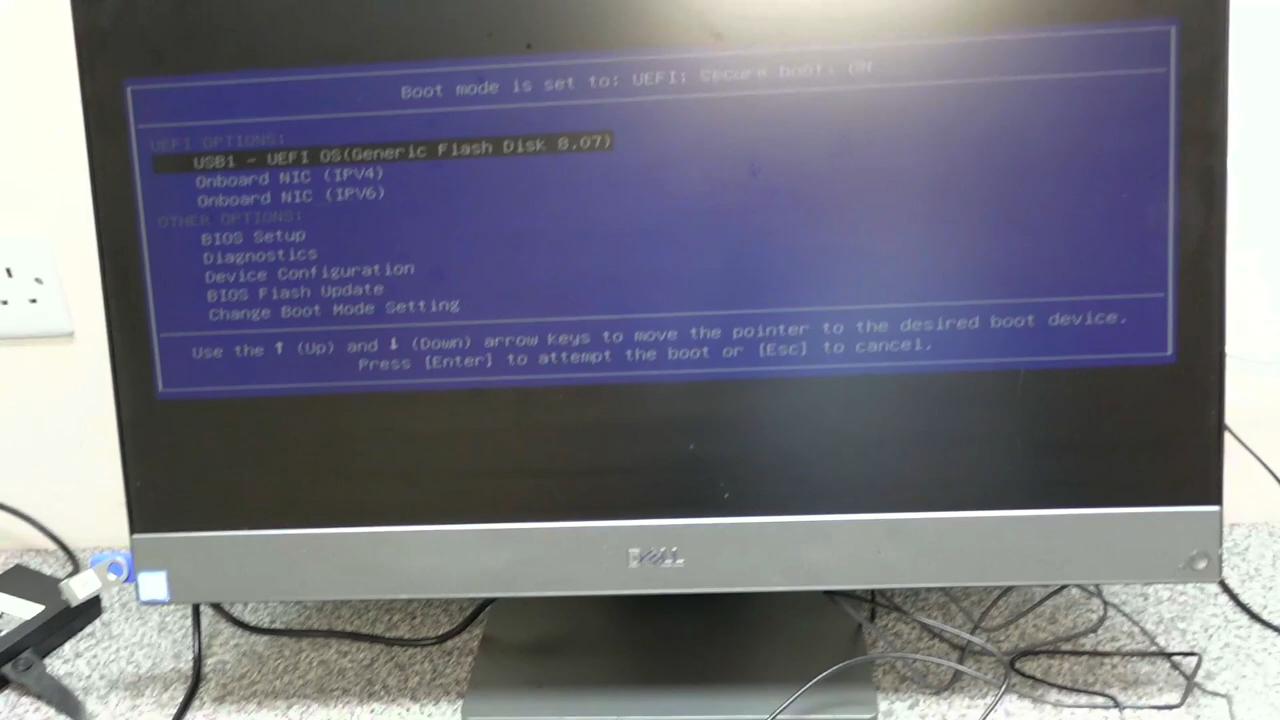 Boot mode is set to: UEFI; Secure boot: ON
UEFI OPTIONS:
USB1 - UEFI OS(Generic Flash Disk 8.07)
Onboard NIC (IPV4)
Onboard NIC (IPV6)
OTHER OPTIONS:
BIOS Setup
Diagnostics
Device Configuration
BIOS Flash Update
Change Boot Mode Setting
Use the ↑ (Up) and ↓ (Down) arrow keys to move the pointer to the desired boot device.
Press [Enter] to attempt the boot or [Esc] to cancel.
DELL